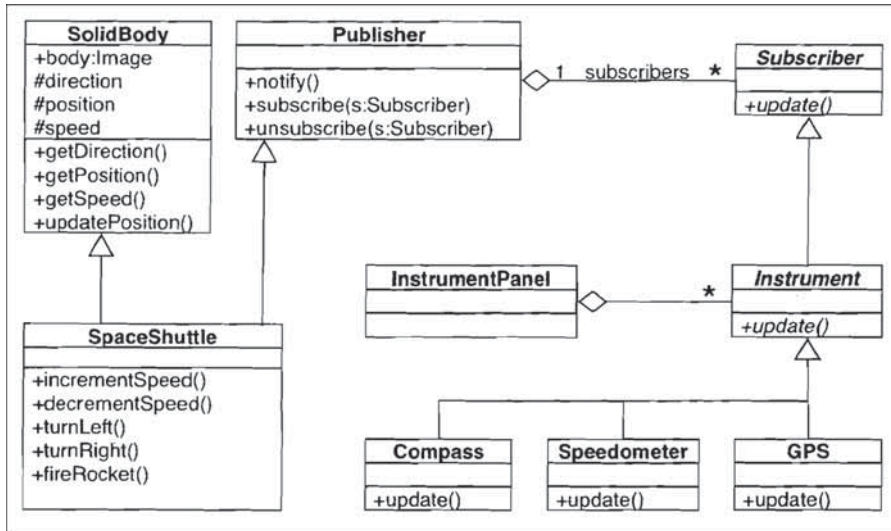 SolidBody
+body:Image
#direction
#position
#speed
+getDirection()
+getPosition()
+getSpeed()
+updatePosition()
Publisher
+notify()
+subscribe(s:Subscriber)
+unsubscribe(s:Subscriber)
1 subscribers *
Subscriber
+update()
InstrumentPanel
*
Instrument
+update()
SpaceShuttle
+incrementSpeed()
+decrementSpeed()
+turnLeft()
+turnRight()
+fireRocket()
Compass
+update()
Speedometer
+update()
GPS
+update()